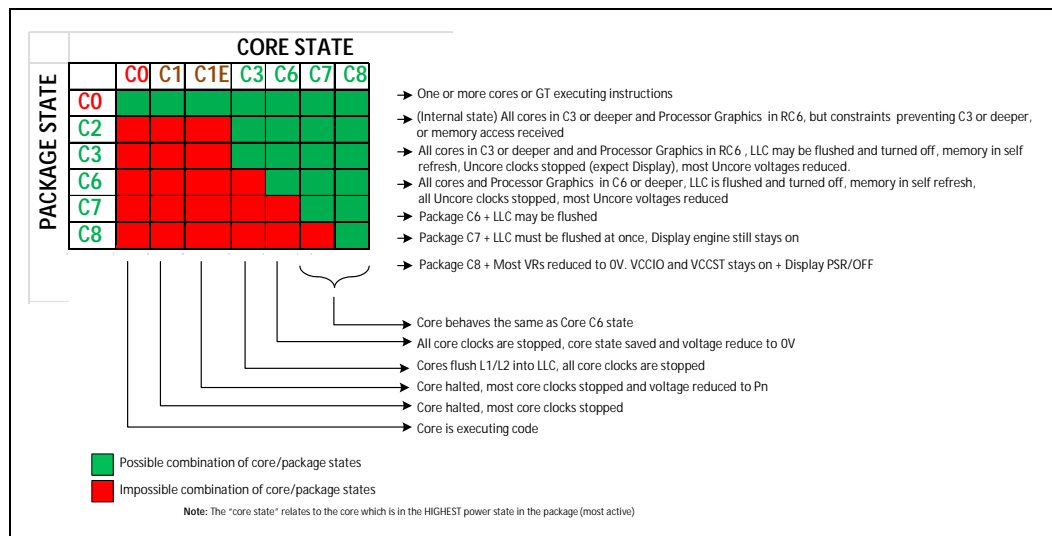 CORE STATE
PACKAGE STATE
C0 C1 C1E C3 C6 C7 C8
C0
C2
C3
C6
C7
C8
One or more cores or GT executing instructions
(Internal state) All cores in C3 or deeper and Processor Graphics in RC6, but constraints preventing C3 or deeper,
or memory access received
All cores in C3 or deeper and and Processor Graphics in RC6 , LLC may be flushed and turned off, memory in self
refresh, Uncore clocks stopped (expect Display), most Uncore voltages reduced.
All cores and Processor Graphics in C6 or deeper, LLC is flushed and turned off, memory in self refresh,
all Uncore clocks stopped, most Uncore voltages reduced
Package C6 + LLC may be flushed
Package C7 + LLC must be flushed at once, Display engine still stays on
Package C8 + Most VRs reduced to 0V. VCCIO and VCCST stays on + Display PSR/OFF
Core behaves the same as Core C6 state
All core clocks are stopped, core state saved and voltage reduce to 0V
Cores flush L1/L2 into LLC, all core clocks are stopped
Core halted, most core clocks stopped and voltage reduced to Pn
Core halted, most core clocks stopped
Core is executing code
Possible combination of core/package states
Impossible combination of core/package states
Note: The "core state" relates to the core which is in the HIGHEST power state in the package (most active)